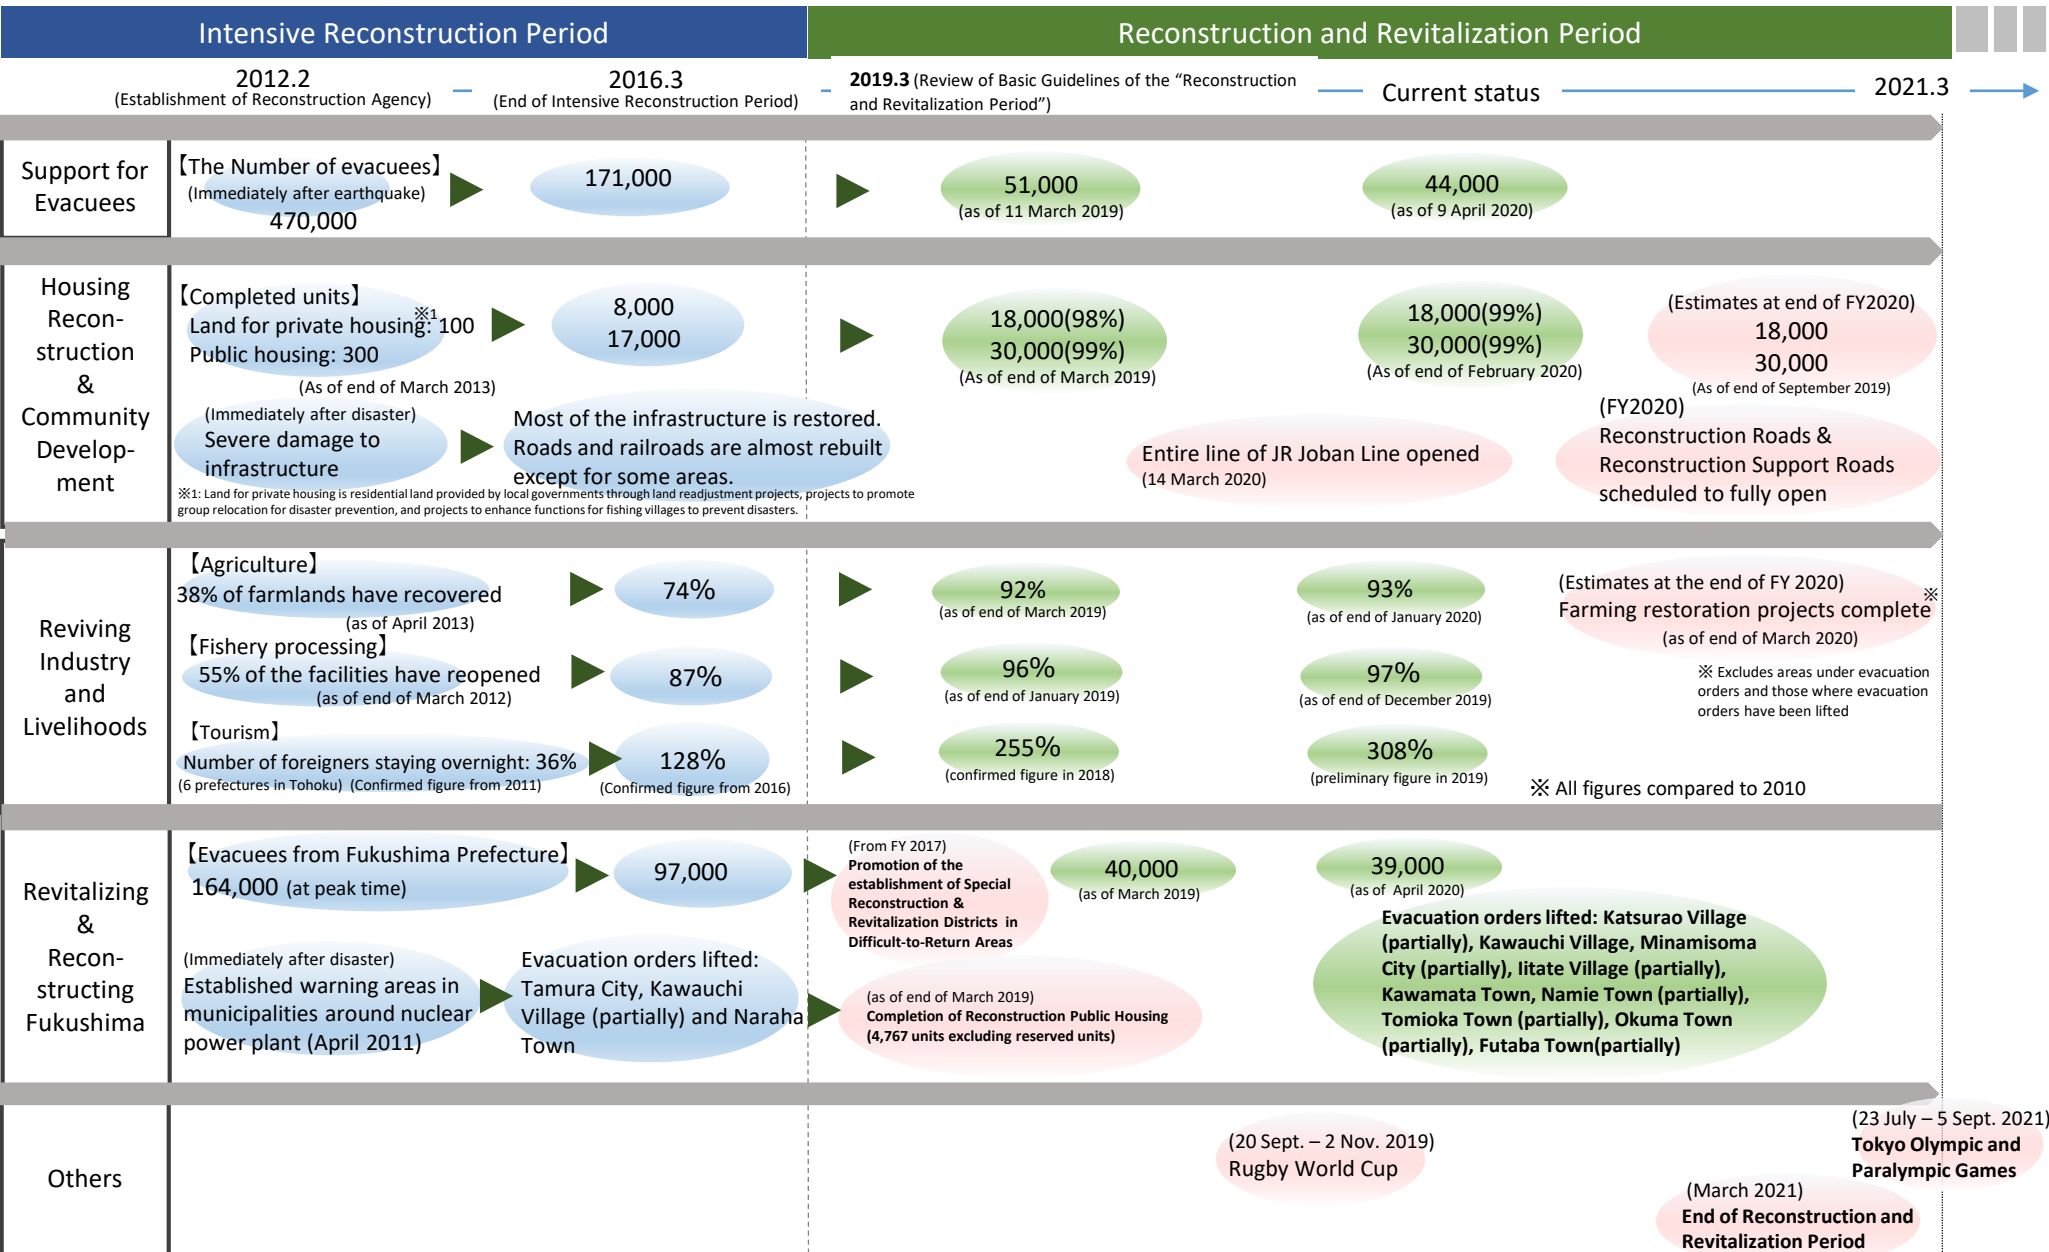 Intensive Reconstruction Period
Reconstruction and Revitalization Period
2012.2
(Establishment of Reconstruction Agency)
2016.3
(End of Intensive Reconstruction Period)
2019.3 (Review of Basic Guidelines of the “Reconstruction
and Revitalization Period”)
Current status
2021.3
Support for
Evacuees
【The Number of evacuees】
(Immediately after earthquake)
470,000
171,000
51,000
(as of 11 March 2019)
44,000
(as of 9 April 2020)
Housing
Recon-
struction
&
Community
Develop-
ment
【Completed units】
Land for private housing※1: 100
Public housing: 300
(As of end of March 2013)
8,000
17,000
18,000(98%)
30,000(99%)
(As of end of March 2019)
18,000(99%)
30,000(99%)
(As of end of February 2020)
(Estimates at end of FY2020)
18,000
30,000
(As of end of September 2019)
(Immediately after disaster)
Severe damage to
infrastructure
Most of the infrastructure is restored.
Roads and railroads are almost rebuilt
except for some areas.
Entire line of JR Joban Line opened
(14 March 2020)
(FY2020)
Reconstruction Roads &
Reconstruction Support Roads
scheduled to fully open
※1: Land for private housing is residential land provided by local governments through land readjustment projects, projects to promote
group relocation for disaster prevention, and projects to enhance functions for fishing villages to prevent disasters.
Reviving
Industry
and
Livelihoods
【Agriculture】
38% of farmlands have recovered
(as of April 2013)
74%
92%
(as of end of March 2019)
93%
(as of end of January 2020)
(Estimates at the end of FY 2020)
Farming restoration projects complete※
(as of end of March 2020)
【Fishery processing】
55% of the facilities have reopened
(as of end of March 2012)
87%
96%
(as of end of January 2019)
97%
(as of end of December 2019)
※ Excludes areas under evacuation
orders and those where evacuation
orders have been lifted
【Tourism】
Number of foreigners staying overnight: 36%
(6 prefectures in Tohoku) (Confirmed figure from 2011)
128%
(Confirmed figure from 2016)
255%
(confirmed figure in 2018)
308%
(preliminary figure in 2019)
※ All figures compared to 2010
Revitalizing
&
Recon-
structing
Fukushima
【Evacuees from Fukushima Prefecture】
164,000 (at peak time)
97,000
(From FY 2017)
Promotion of the
establishment of Special
Reconstruction &
Revitalization Districts in
Difficult-to-Return Areas
40,000
(as of March 2019)
39,000
(as of April 2020)
(Immediately after disaster)
Established warning areas in
municipalities around nuclear
power plant (April 2011)
Evacuation orders lifted:
Tamura City, Kawauchi
Village (partially) and Naraha
Town
(as of end of March 2019)
Completion of Reconstruction Public Housing
(4,767 units excluding reserved units)
Evacuation orders lifted: Katsurao Village
(partially), Kawauchi Village, Minamisoma
City (partially), Iitate Village (partially),
Kawamata Town, Namie Town (partially),
Tomioka Town (partially), Okuma Town
(partially), Futaba Town(partially)
Others
(20 Sept. – 2 Nov. 2019)
Rugby World Cup
(23 July – 5 Sept. 2021)
Tokyo Olympic and
Paralympic Games
(March 2021)
End of Reconstruction and
Revitalization Period